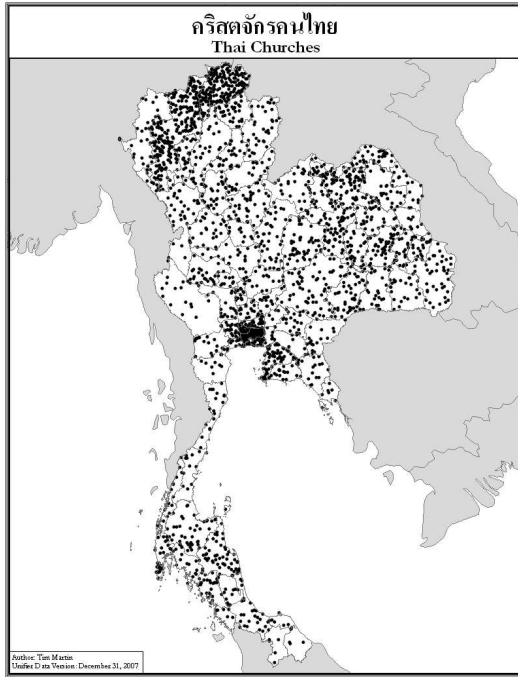 คริสตจักรคนไทย
Thai Churches
Author: Tim Martin
Unifier Data Version: December 31, 2007